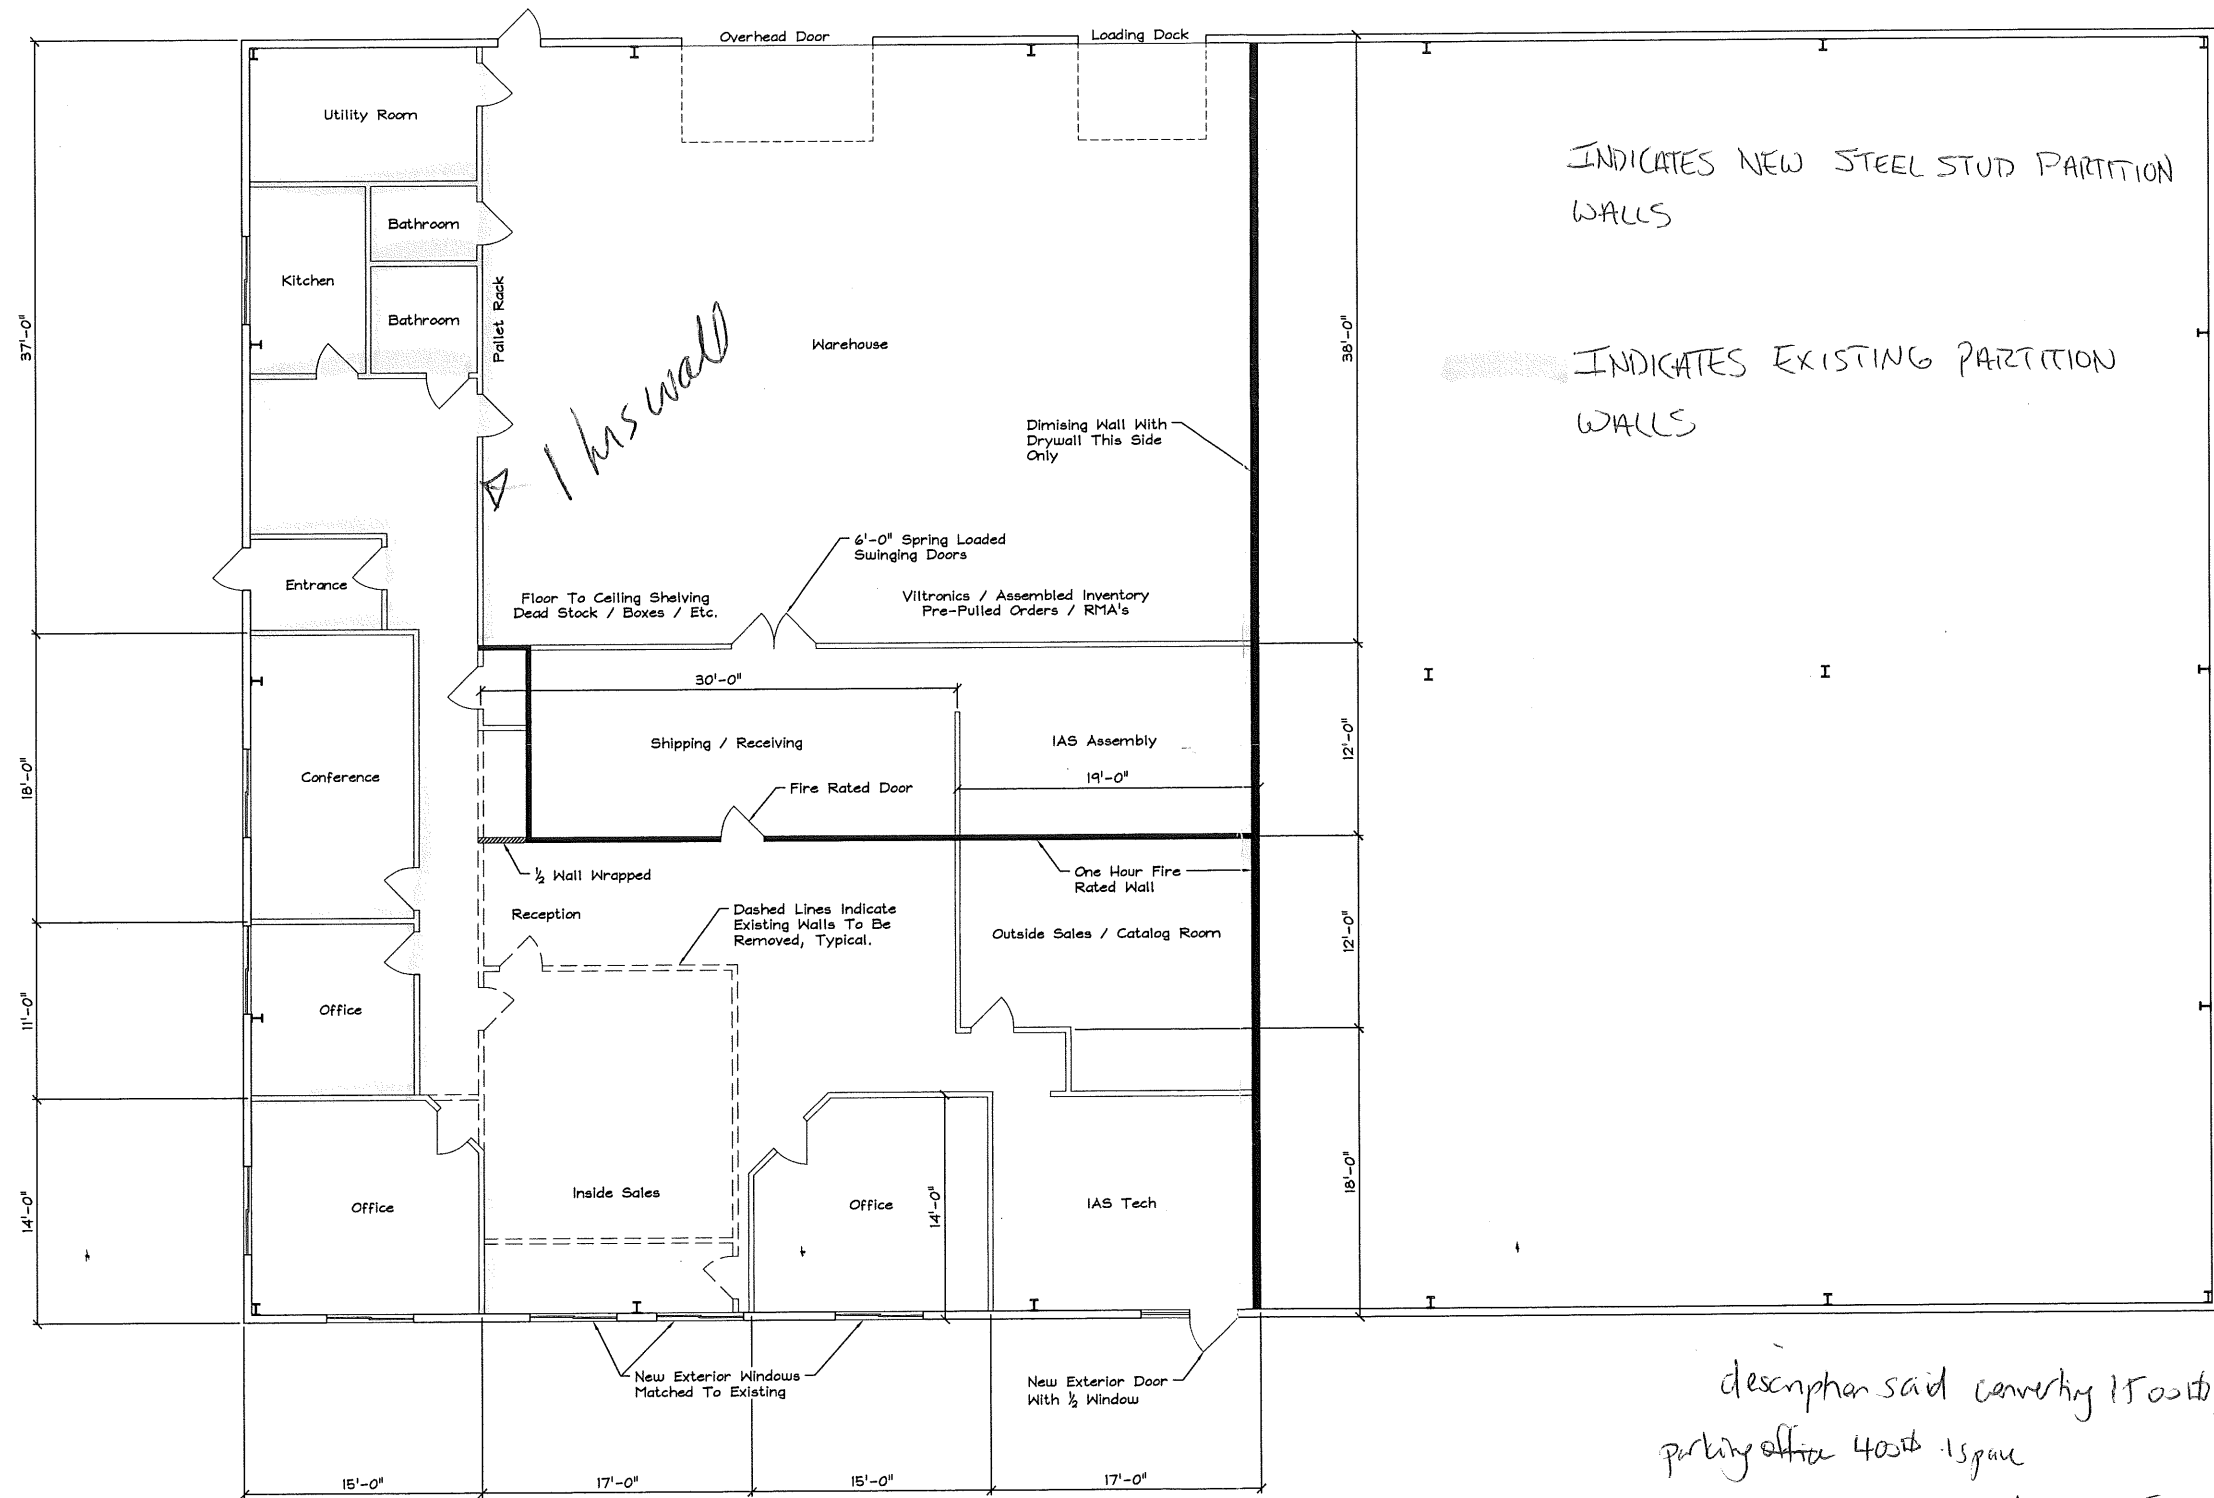 Overhead Door
Loading Dock
Utility Room
INDICATES NEW STEEL STUD PARTITION
WALLS
Bathroom
Kitchen
Bathroom
Pallet Rack
Warehouse
37'-0"
38'-0"
INDICATES EXISTING PARTITION
WALLS
1 hrs wall
Dimising Wall With
Drywall This Side
Only
6'-0" Spring Loaded
Swinging Doors
Entrance
Floor To Ceiling Shelving
Dead Stock / Boxes / Etc.
Viltronics / Assembled Inventory
Pre-Pulled Orders / RMA's
30'-0"
Shipping / Receiving
IAS Assembly
12'-0"
Conference
18'-0"
19'-0"
Fire Rated Door
½ Wall Wrapped
One Hour Fire
Rated Wall
Reception
Dashed Lines Indicate
Existing Walls To Be
Removed, Typical.
Outside Sales / Catalog Room
12'-0"
Office
11'-0"
Inside Sales
Office
Office
14'-0"
14'-0"
IAS Tech
18'-0"
New Exterior Windows
Matched To Existing
New Exterior Door
With ½ Window
description said converting
parking office
15'-0"
17'-0"
15'-0"
17'-0"